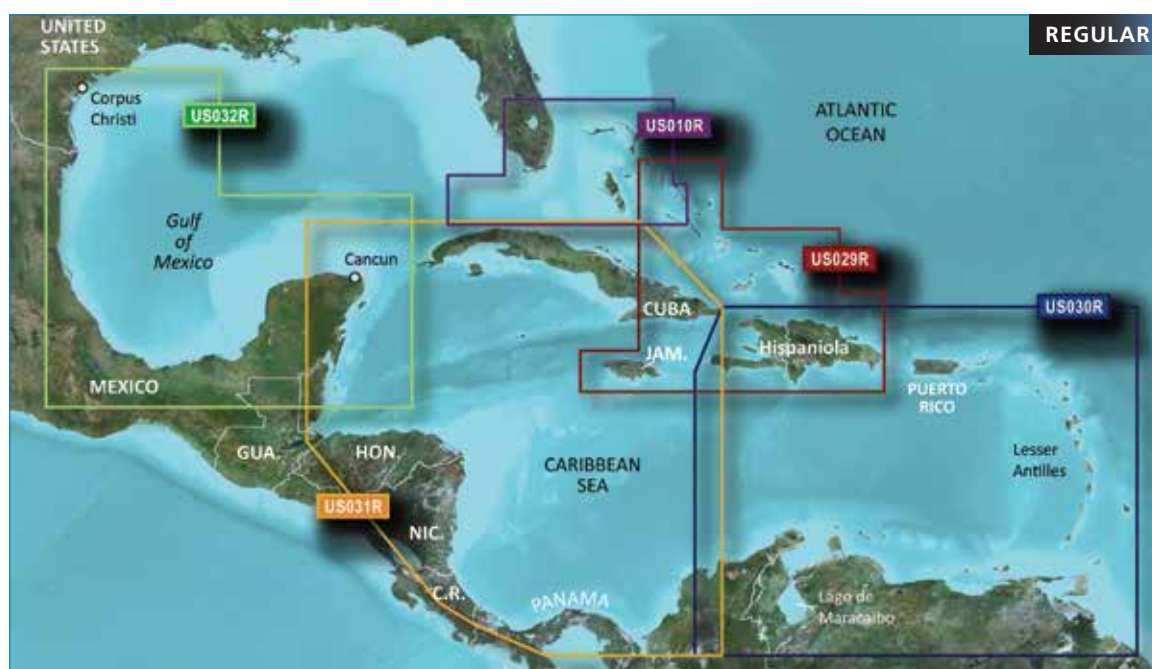 UNITED
STATES
REGULAR
Corpus
Christi
US032R
US010R
ATLANTIC
OCEAN
Gulf
of
Mexico
Cancun
US029R
CUBA
US030R
JAM.
Hispaniola
MEXICO
PUERTO
RICO
GUA.
HON.
CARIBBEAN
SEA
Lesser
Antilles
US031R
NIC.
C.R.
PANAMA
Lago de
Maracaibo